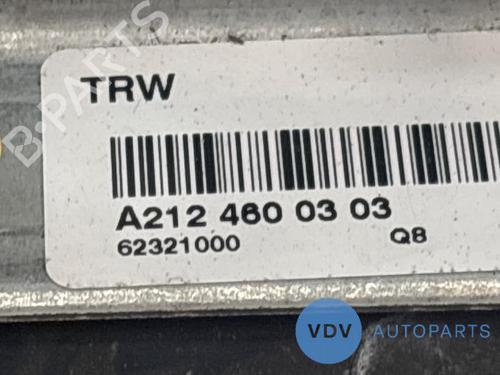 TRW
A212 460 03 03
62321000 Q8
B-PARTS
VDV AUTOPARTS